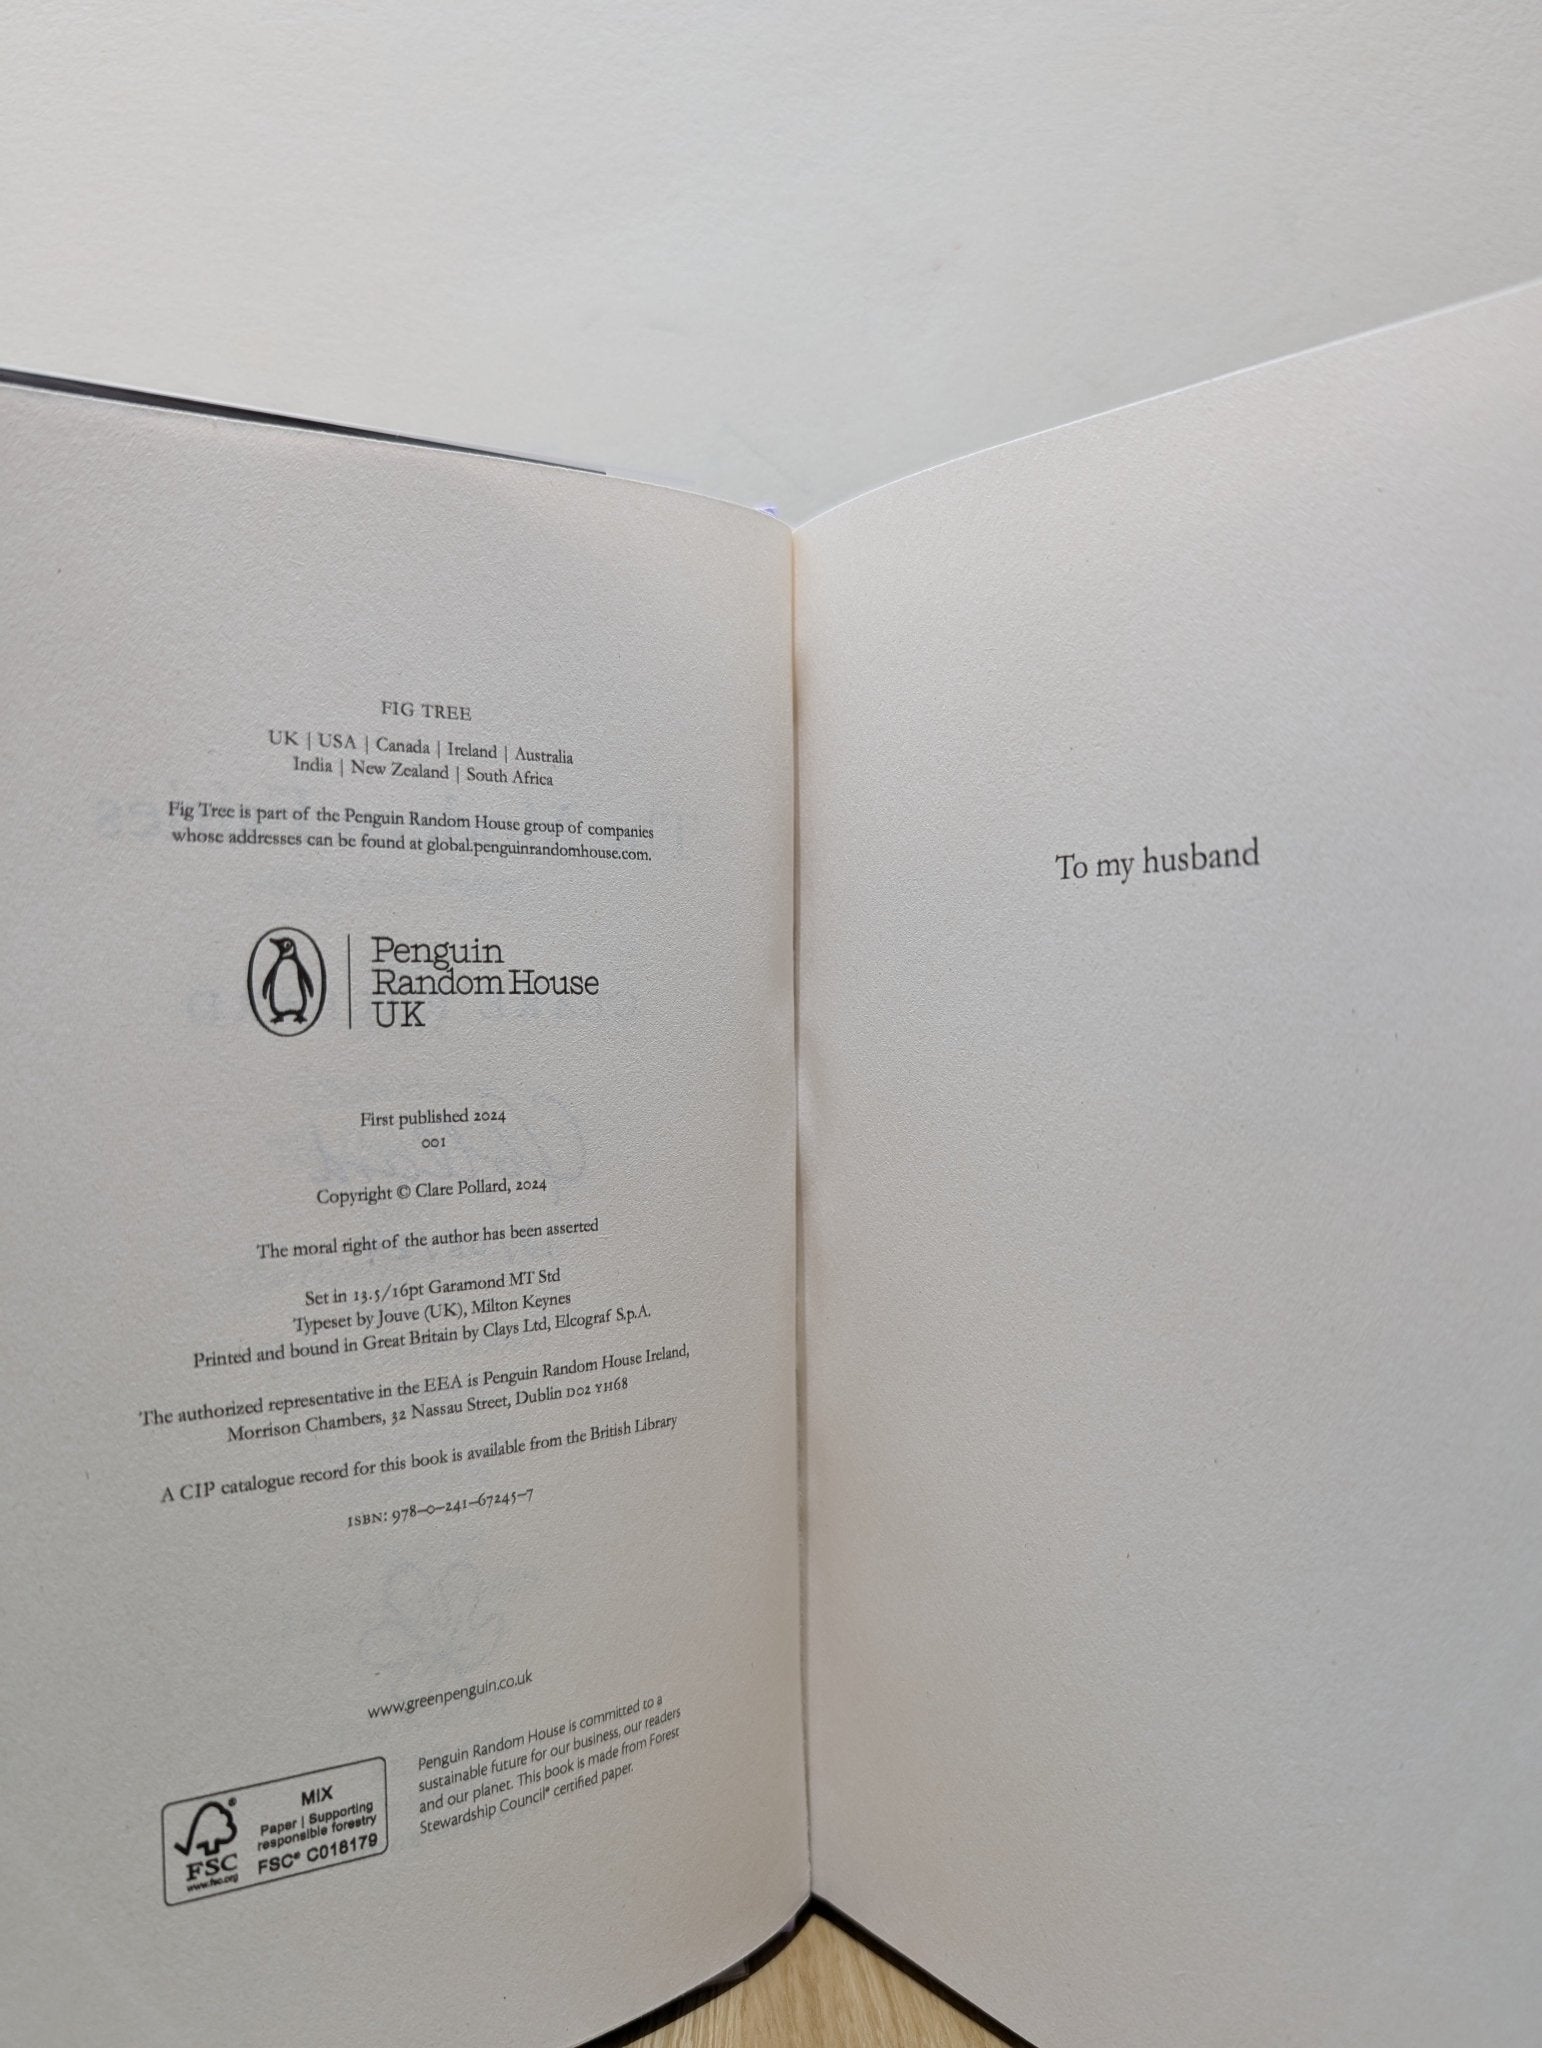 FIG TREE
UK | USA | Canada | Ireland | Australia
India | New Zealand | South Africa
Fig Tree is part of the Penguin Random House group of companies
whose addresses can be found at global.penguinrandomhouse.com.
Penguin
Random House
UK
First published 2024
001
Copyright © Clare Pollard, 2024
The moral right of the author has been asserted
Set in 13.5/16pt Garamond MT Std
Typeset by Jouve (UK), Milton Keynes
Printed and bound in Great Britain by Clays Ltd, Elcograf S.p.A.
The authorized representative in the EEA is Penguin Random House Ireland,
Morrison Chambers, 32 Nassau Street, Dublin D02 YH68
A CIP catalogue record for this book is available from the British Library
ISBN: 978–0–241–67245–7
www.greenpenguin.co.uk
Penguin Random House is committed to a
sustainable future for our business, our readers
and our planet. This book is made from Forest
Stewardship Council® certified paper.
MIX
Paper | Supporting
responsible forestry
FSC® C018179
®
FSC
www.fsc.org
To my husband